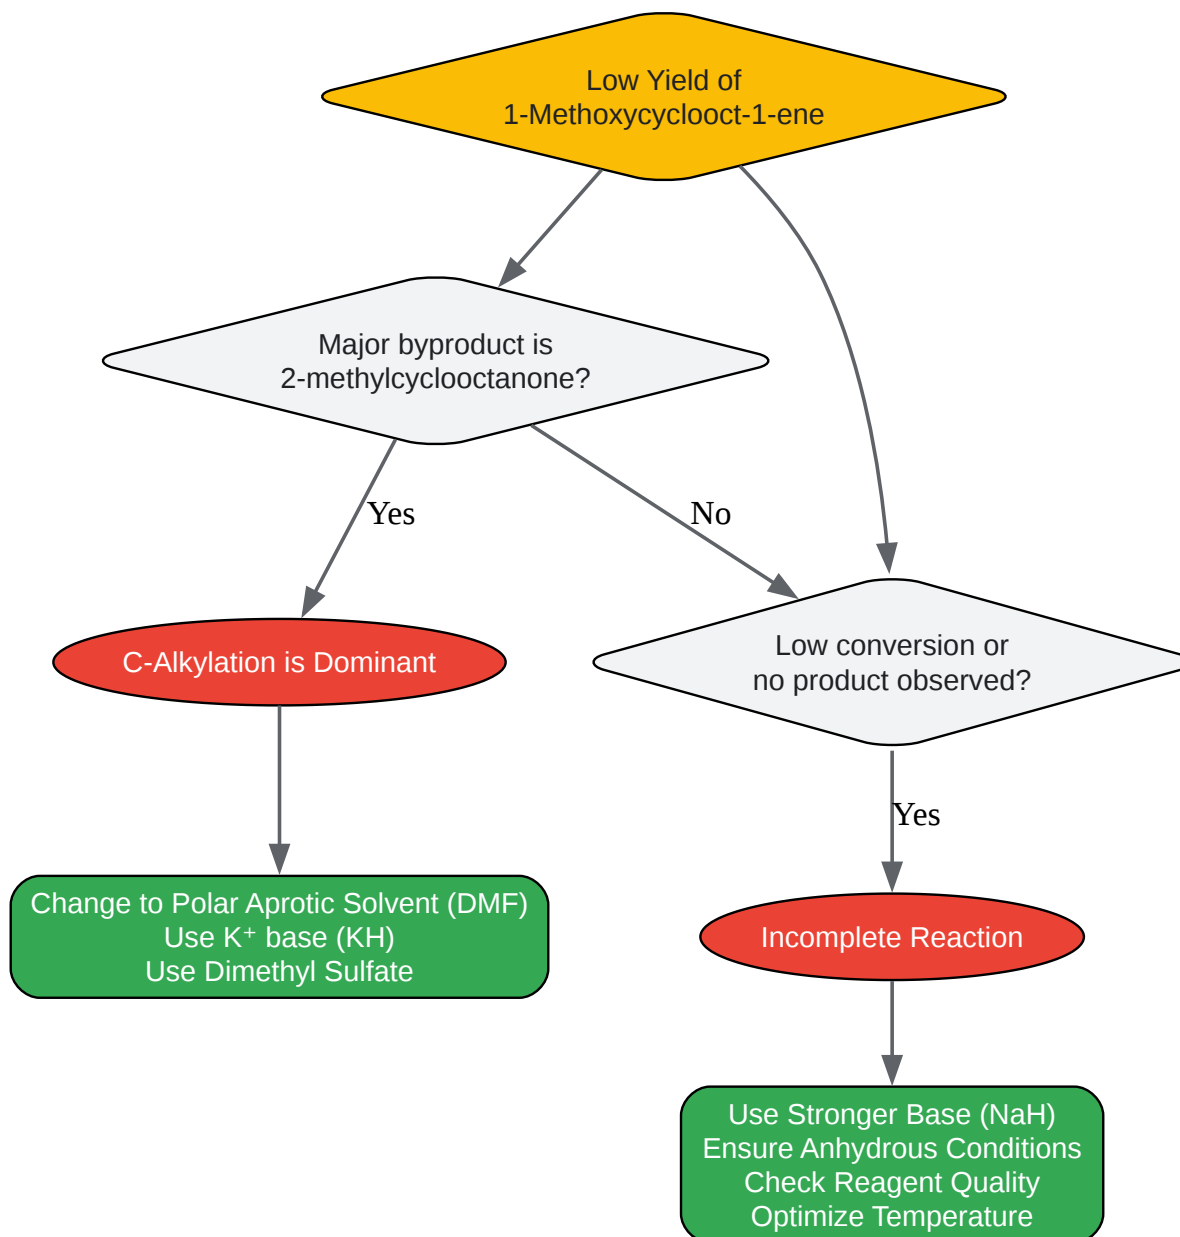 Low Yield of
1-Methoxycyclooct-1-ene
Major byproduct is
2-methylcyclooctanone?
Yes
No
C-Alkylation is Dominant
Low conversion or
no product observed?
Change to Polar Aprotic Solvent (DMF)
Use K⁺ base (KH)
Use Dimethyl Sulfate
Yes
Incomplete Reaction
Use Stronger Base (NaH)
Ensure Anhydrous Conditions
Check Reagent Quality
Optimize Temperature